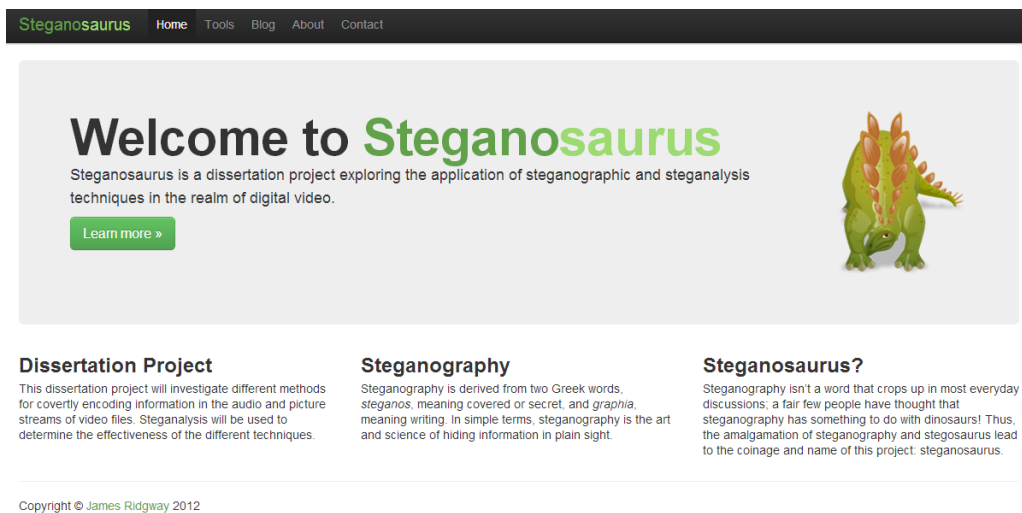 Steganosaurus Home Tools Blog About Contact
Welcome to Steganosaurus
Steganosaurus is a dissertation project exploring the application of steganographic and steganalysis
techniques in the realm of digital video.
Learn more »
Dissertation Project
This dissertation project will investigate different methods
for covertly encoding information in the audio and picture
streams of video files. Steganalysis will be used to
determine the effectiveness of the different techniques.
Steganography
Steganography is derived from two Greek words,
steganos, meaning covered or secret, and graphia,
meaning writing. In simple terms, steganography is the art
and science of hiding information in plain sight.
Steganosaurus?
Steganography isn't a word that crops up in most everyday
discussions; a fair few people have thought that
steganography has something to do with dinosaurs! Thus,
the amalgamation of steganography and stegosaurus lead
to the coinage and name of this project: steganosaurus.
Copyright © James Ridgway 2012